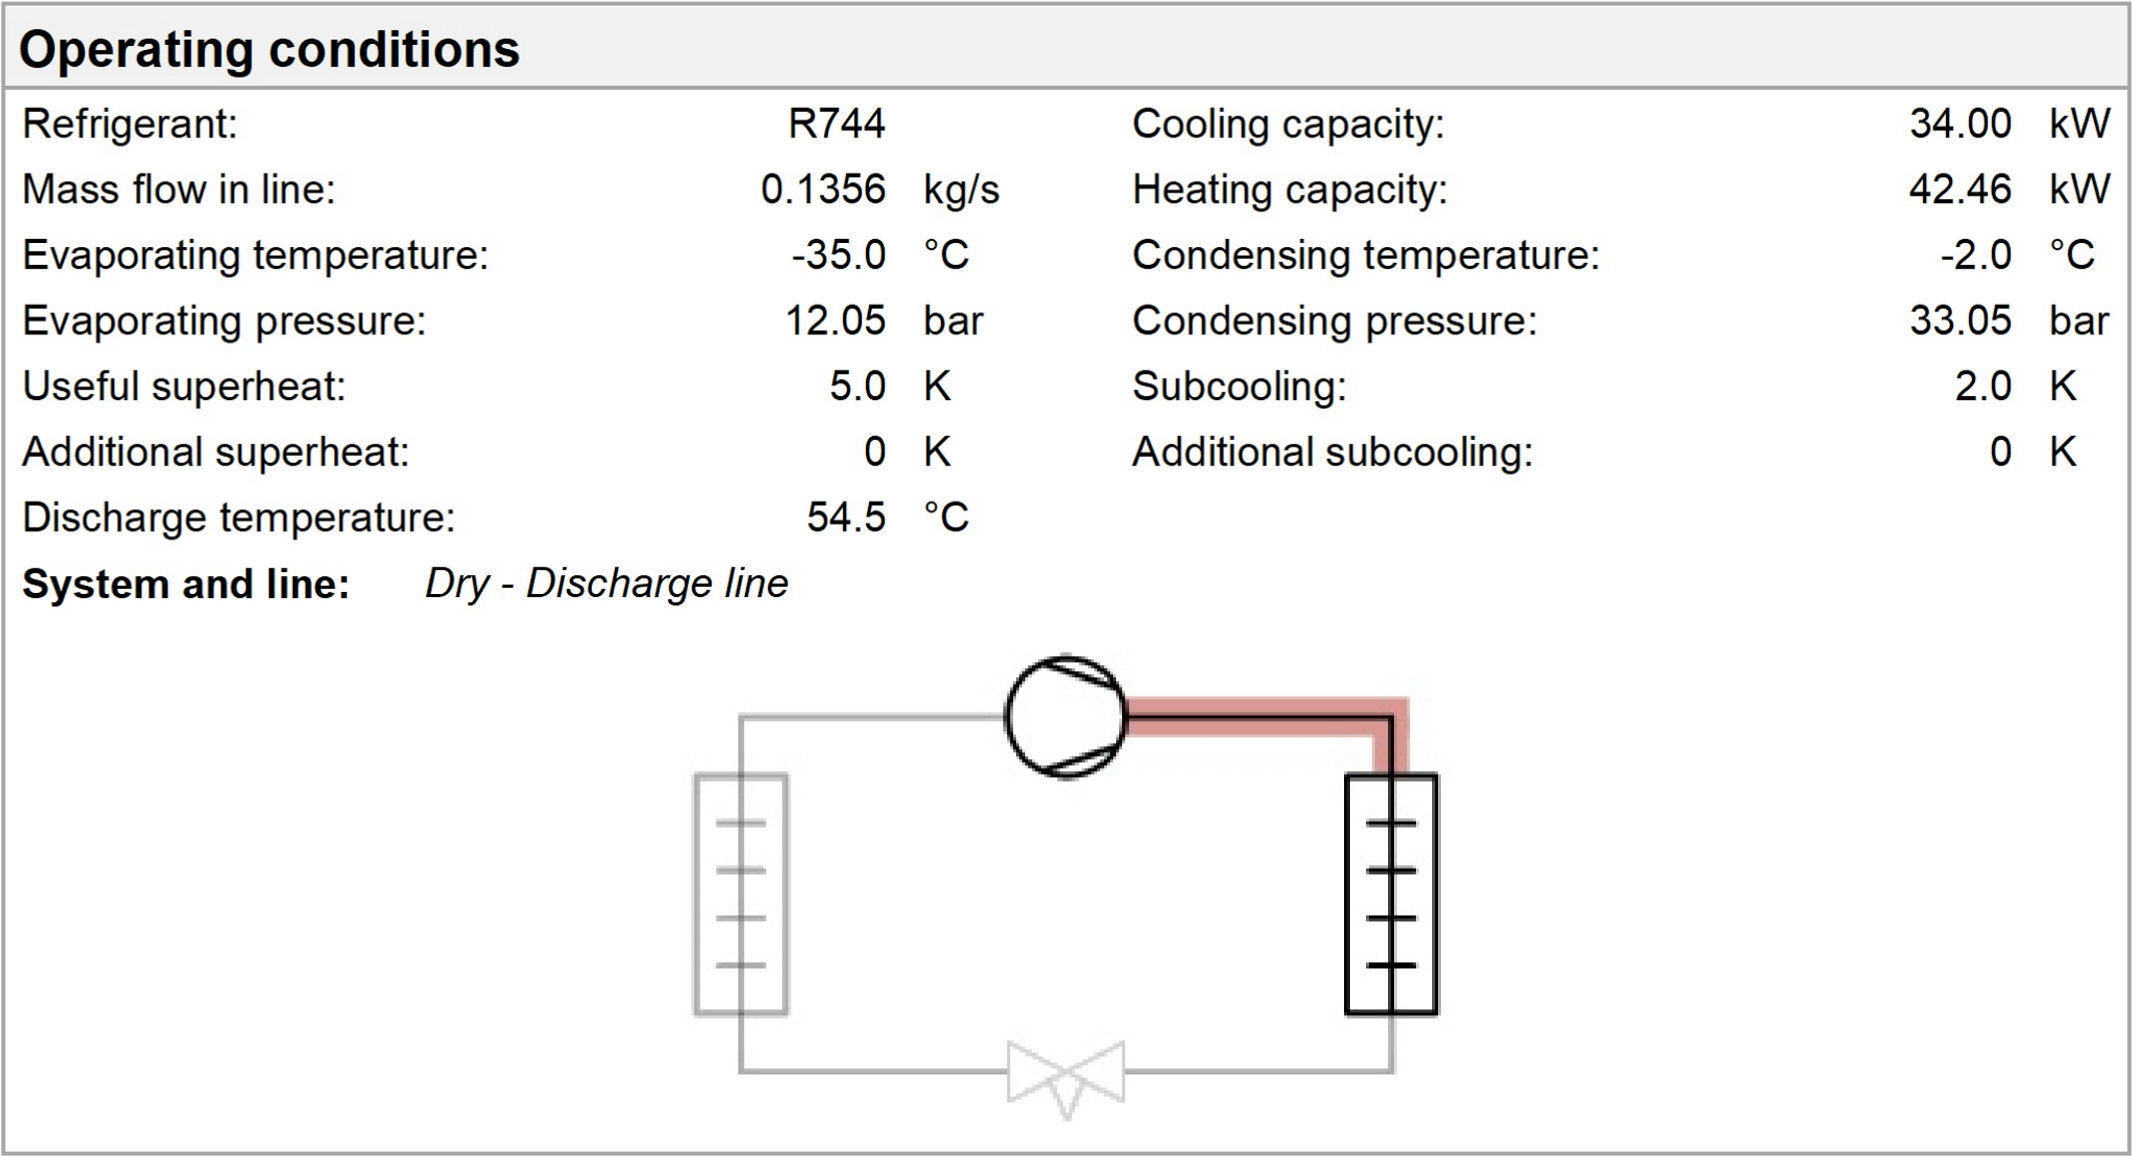 Operating conditions
Refrigerant: R744 Cooling capacity: 34.00 kW
Mass flow in line: 0.1356 kg/s Heating capacity: 42.46 kW
Evaporating temperature: -35.0 °C Condensing temperature: -2.0 °C
Evaporating pressure: 12.05 bar Condensing pressure: 33.05 bar
Useful superheat: 5.0 K Subcooling: 2.0 K
Additional superheat: 0 K Additional subcooling: 0 K
Discharge temperature: 54.5 °C
System and line: Dry - Discharge line